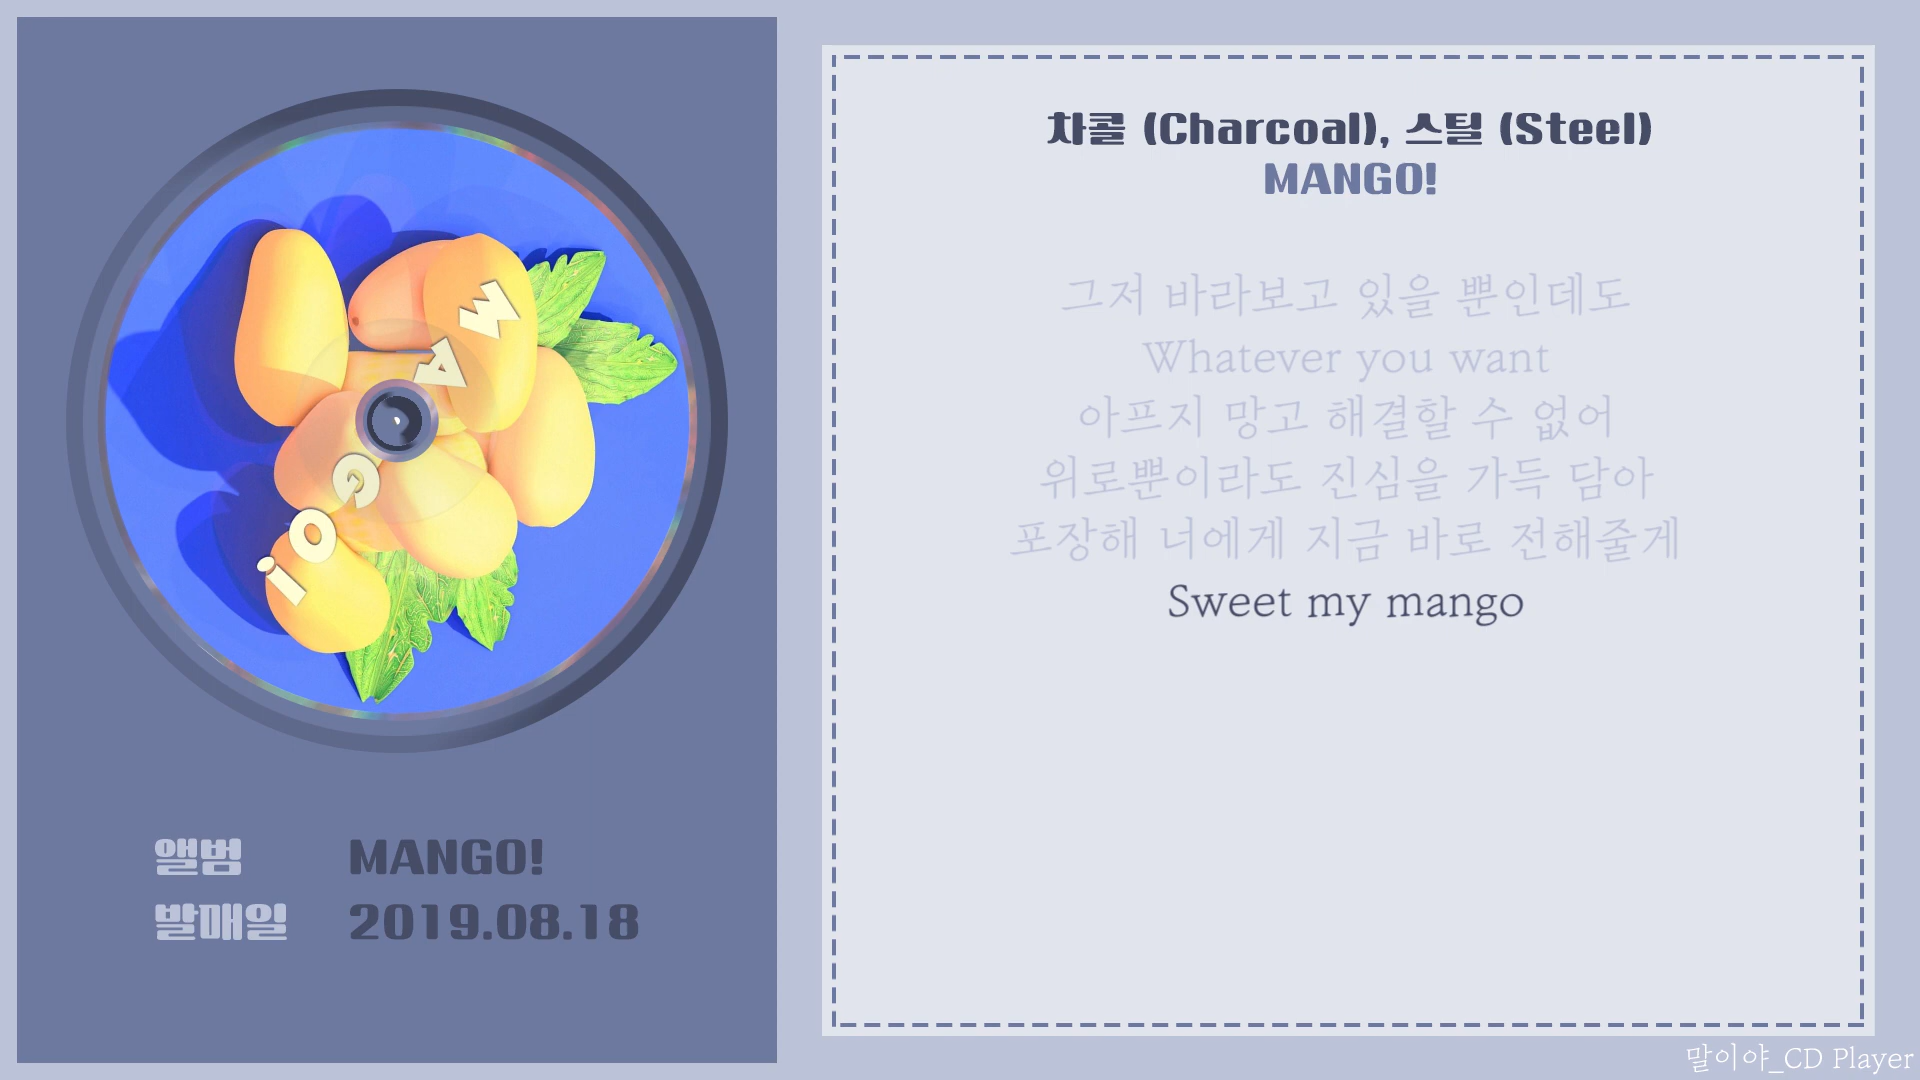 차콜 (Charcoal), 스틸 (Steel)
MANGO!
그저 바라보고 있을 뿐인데도
Whatever you want
아프지 망고 해결할 수 없어
위로뿐이라도 진심을 가득 담아
포장해 너에게 지금 바로 전해줄게
Sweet my mango
M
A
G
O
i
앨범 MANGO!
발매일 2019.08.18
말이야_CD Player